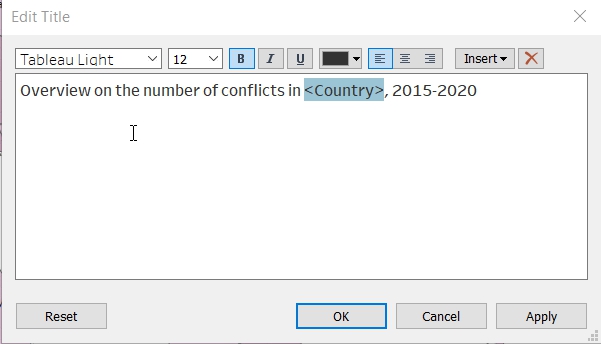 Edit Title
Tableau Light 12 B I U Insert
Overview on the number of conflicts in <Country>, 2015-2020
Reset OK Cancel Apply